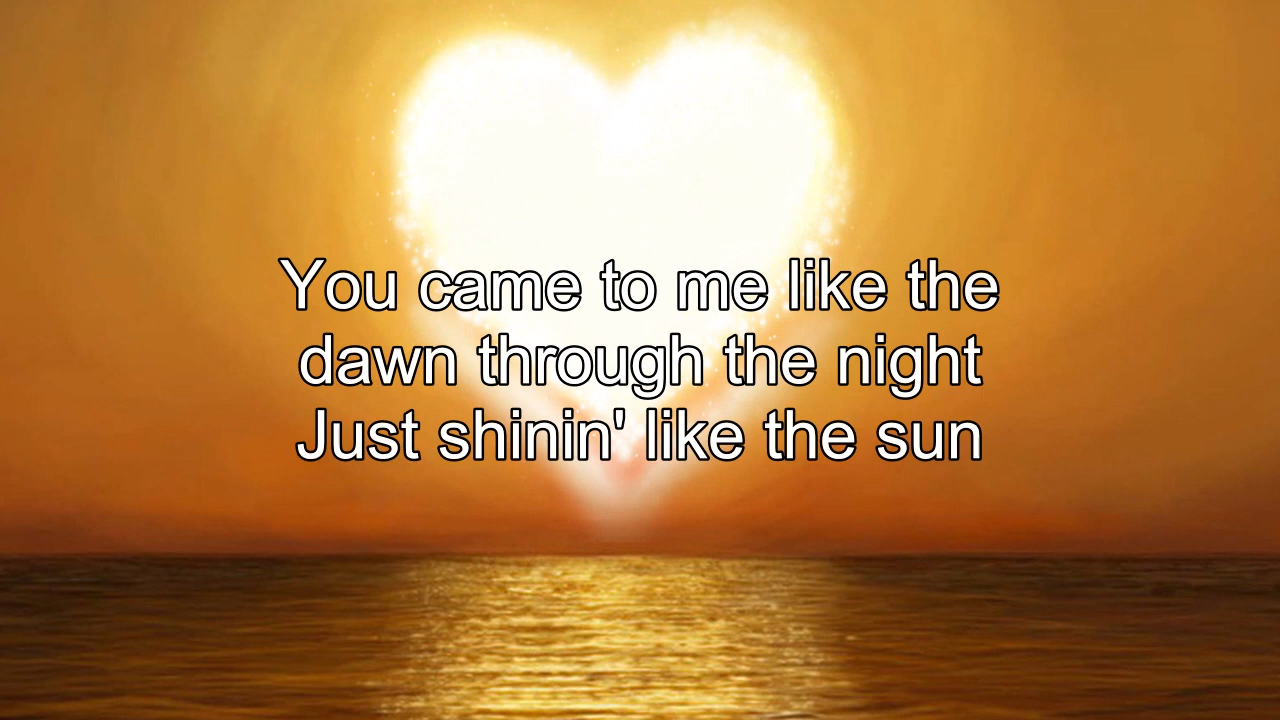 You came to me like the
dawn through the night
Just shinin' like the sun